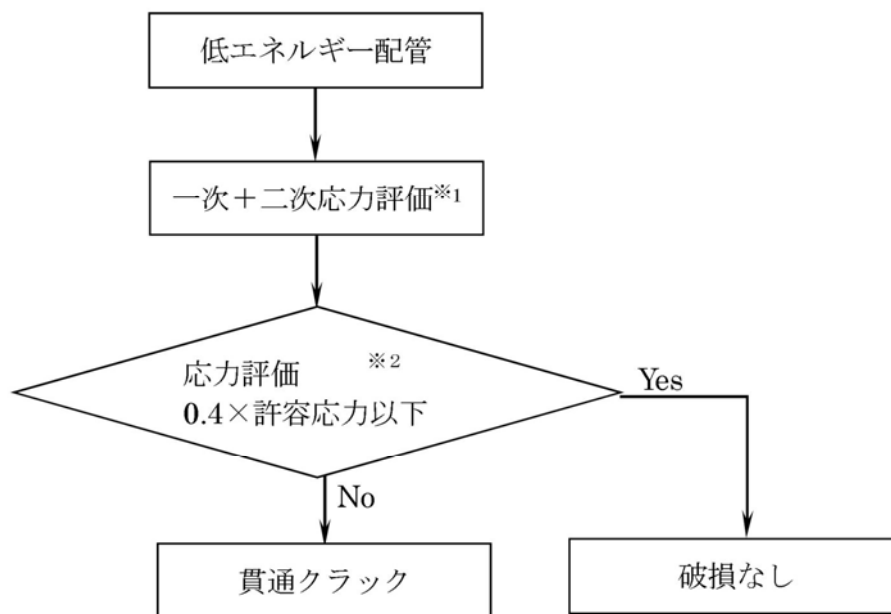 低エネルギー配管
一次＋二次応力評価※1
応力評価 ※2
0.4×許容応力以下
Yes
No
貫通クラック
破損なし